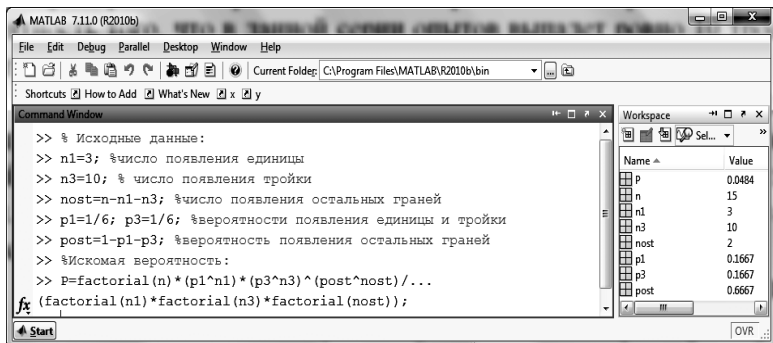 MATLAB 7.11.0 (R2010b)
File Edit Debug Parallel Desktop Window Help
Current Folder: C:\Program Files\MATLAB\R2010b\bin
Shortcuts How to Add What's New x y
Command Window
>> % Исходные данные:
>> n1=3; %число появления единицы
>> n3=10; % число появления тройки
>> nost=n-n1-n3; %число появления остальных граней
>> p1=1/6; p3=1/6; %вероятности появления единицы и тройки
>> post=1-p1-p3; %вероятность появления остальных граней
>> %Искомая вероятность:
>> P=factorial(n)*(p1^n1)*(p3^n3)^(post^nost)/...
fx (factorial(n1)*factorial(n3)*factorial(nost));
Workspace
Sel...
Name Value
P 0.0484
n 15
n1 3
n3 10
nost 2
p1 0.1667
p3 0.1667
post 0.6667
Start
OVR